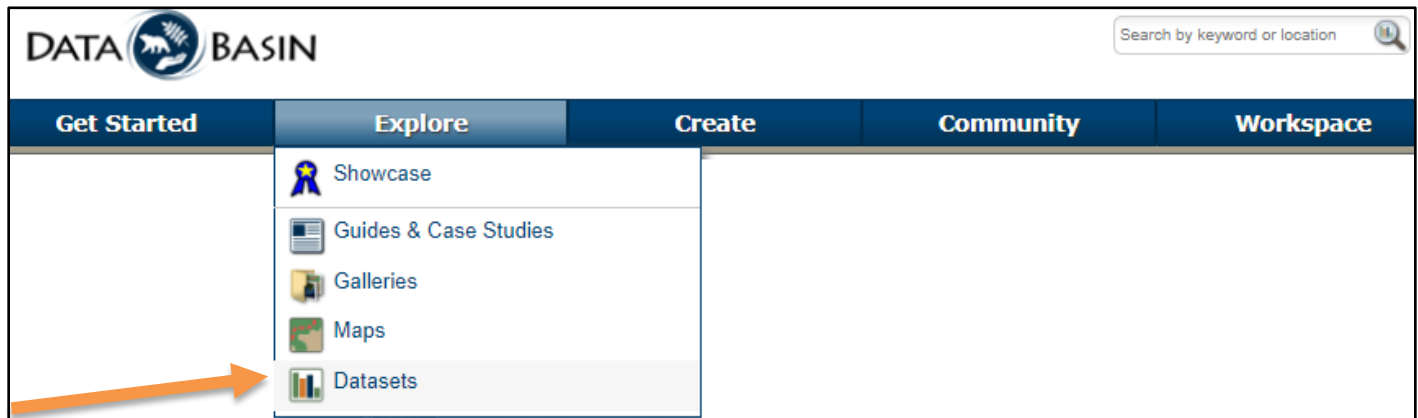 DATA BASIN
Search by keyword or location
Get Started Explore Create Community Workspace
Showcase
Guides & Case Studies
Galleries
Maps
Datasets